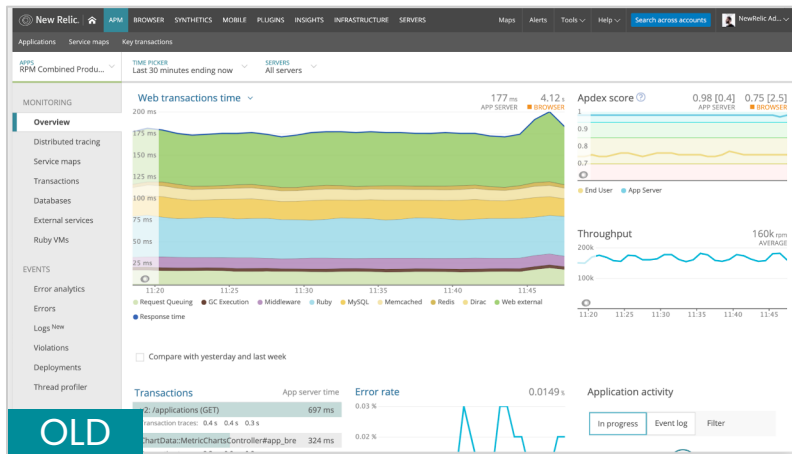 New Relic. APM BROWSER SYNTHETICS MOBILE PLUGINS INSIGHTS INFRASTRUCTURE SERVERS Maps Alerts Tools Help Search across accounts NewRelic Ad...
Applications Service maps Key transactions
APPS
RPM Combined Produ...
TIME PICKER
Last 30 minutes ending now
SERVERS
All servers
MONITORING
Overview
Distributed tracing
Service maps
Transactions
Databases
External services
Ruby VMs
EVENTS
Error analytics
Errors
Logs New
Violations
Deployments
Thread profiler
OLD
Web transactions time
177 ms 4.12 s
APP SERVER BROWSER
200 ms
175 ms
150 ms
125 ms
100 ms
75 ms
50 ms
25 ms
11:20 11:25 11:30 11:35 11:40 11:45
Request Queuing GC Execution Middleware Ruby MySQL Memcached Redis Dirac Web external
Response time
Compare with yesterday and last week
Apdex score ?
0.98 [0.4] 0.75 [2.5]
APP SERVER BROWSER
1
0.9
0.8
0.7
End User App Server
Throughput
160k rpm
AVERAGE
200k
100k
11:20 11:25 11:30 11:35 11:40 11:45
Transactions App server time
v2: /applications (GET) 697 ms
transaction traces: 0.4 s 0.4 s 0.3 s
ChartData::MetricChartsController#app_bre 324 ms
Error rate
0.0149 %
0.03 %
0.02 %
Application activity
In progress Event log Filter